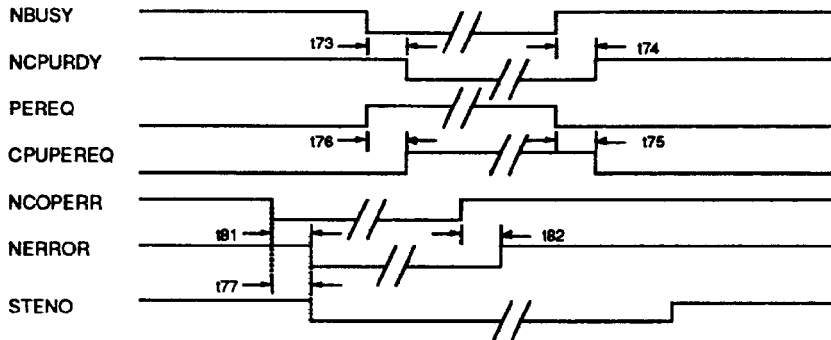 NBUSY
t73
t74
NCPURDY
PEREQ
t76
t75
CPUPEREQ
NCOPERR
t81
t82
NERROR
t77
STENO